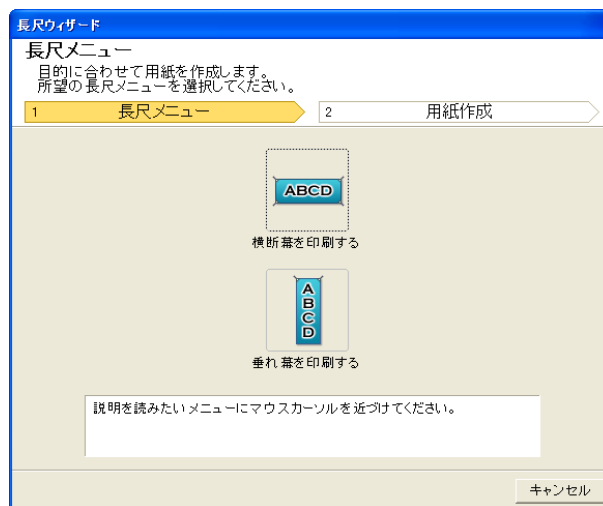 長尺ウィザード
長尺メニュー
目的に合わせて用紙を作成します。
所望の長尺メニューを選択してください。
1 長尺メニュー 2 用紙作成
ABCD
横断幕を印刷する
A
B
C
D
垂れ幕を印刷する
説明を読みたいメニューにマウスカーソルを近づけてください。
キャンセル